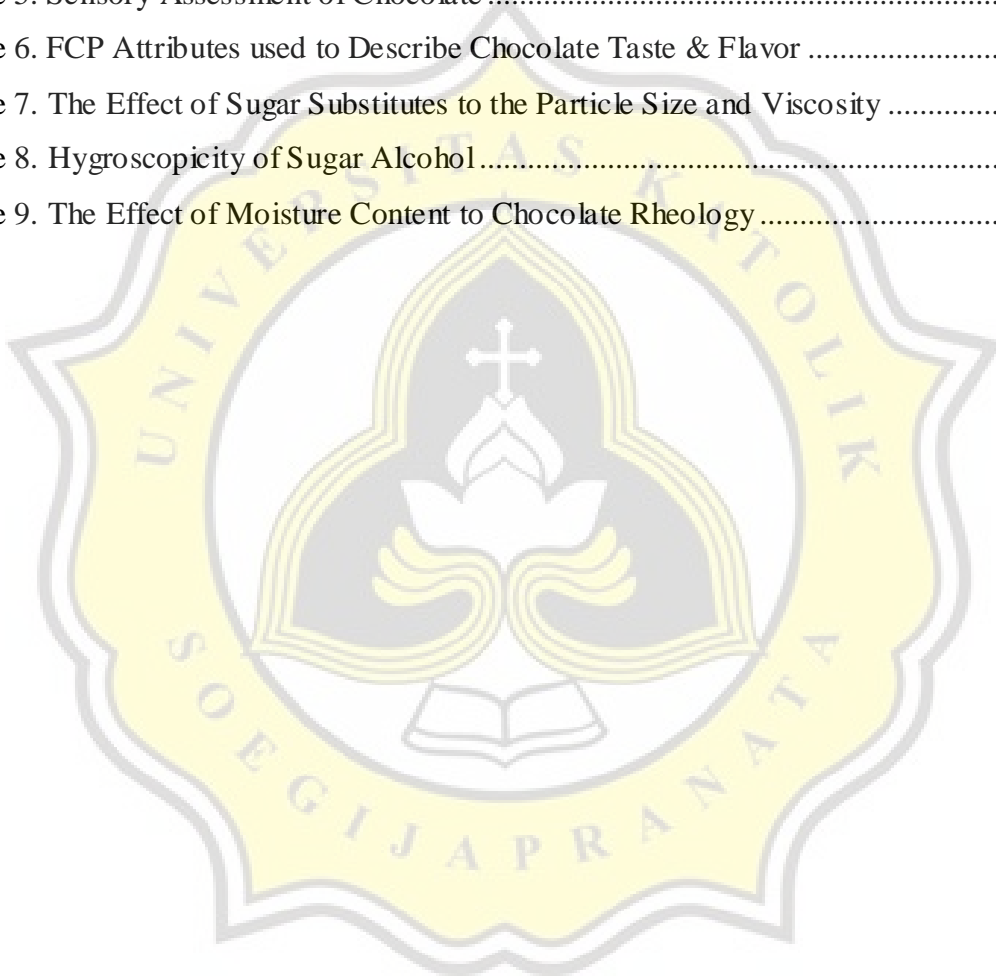 e 5. Sensory Assessment of Chocolate
e 6. FCP Attributes used to Describe Chocolate Taste & Flavor
e 7. The Effect of Sugar Substitutes to the Particle Size and Viscosity
e 8. Hygroscopicity of Sugar Alcohol
e 9. The Effect of Moisture Content to Chocolate Rheology
UNIVERSITAS KATOLIK
SOEGIJAPRANATA